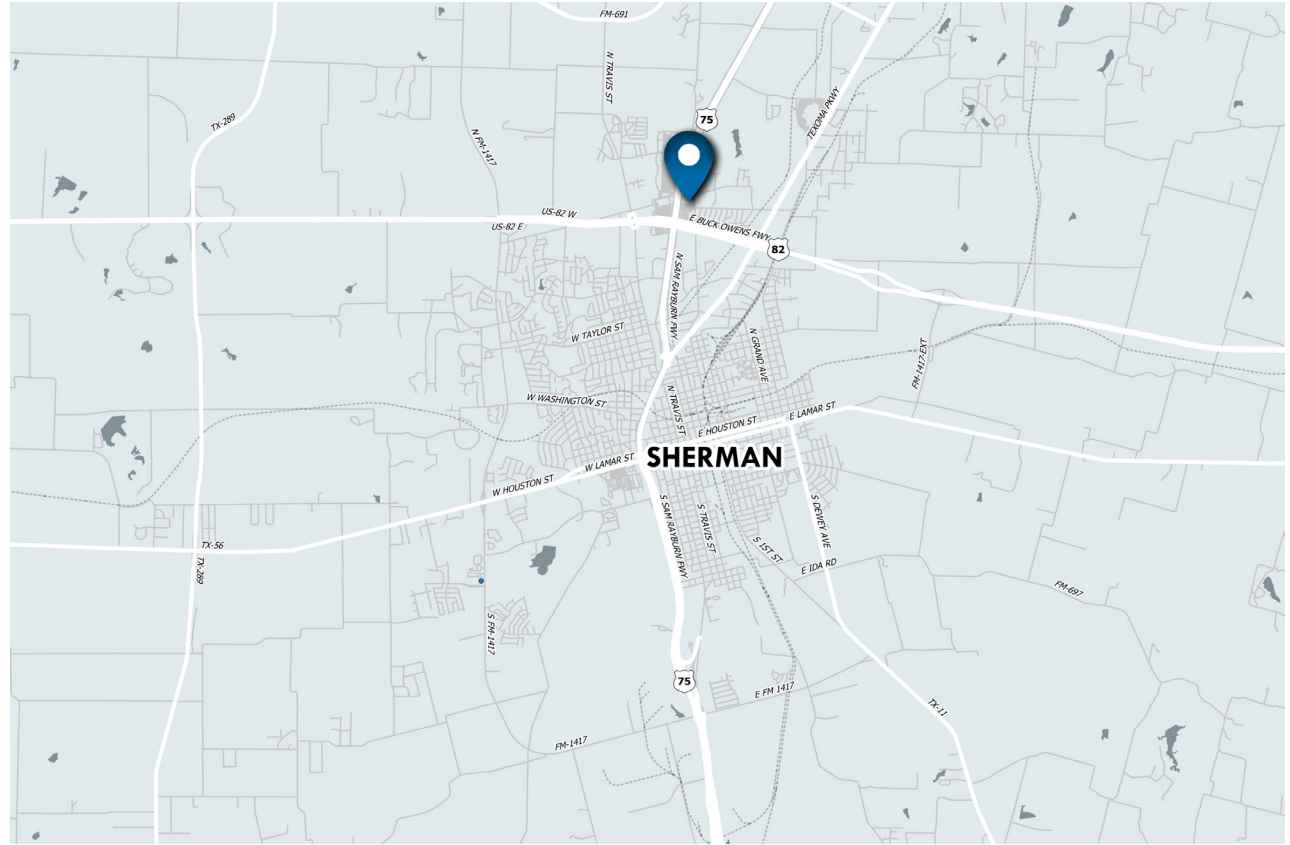 FM-691
N TRAVIS ST
TX-289
75
TEXOMA PKWY
N FM-1417
US-82 W
US-82 E
E BUCK OWENS FWY
82
N SAM RAYBURN FWY
W TAYLOR ST
N GRAND AVE
FM-1417-EXT
W WASHINGTON ST
N TRAVIS ST
E LAMAR ST
E HOUSTON ST
SHERMAN
W LAMAR ST
W HOUSTON ST
S SAM RAYBURN FWY
S TRAVIS ST
S DEWEY AVE
TX-56
TX-289
S 1ST ST
E IDA RD
FM-697
S FM-1417
75
E FM 1417
TX-11
FM-1417